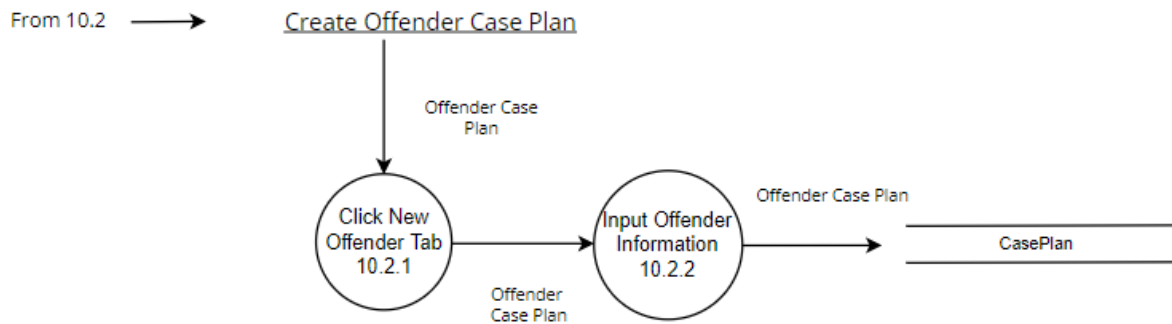 From 10.2
Create Offender Case Plan
Offender Case
Plan
Click New
Offender Tab
10.2.1
Offender
Case Plan
Input Offender
Information
10.2.2
Offender Case Plan
CasePlan